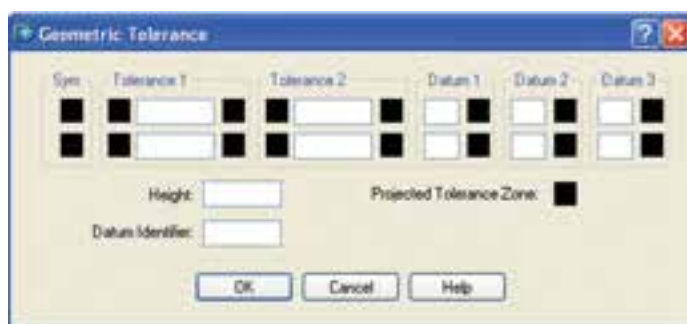 Geometric Tolerance
Sym Tolerance 1 Tolerance 2 Datum 1 Datum 2 Datum 3
Height: Projected Tolerance Zone:
Datum Identifier:
OK Cancel Help